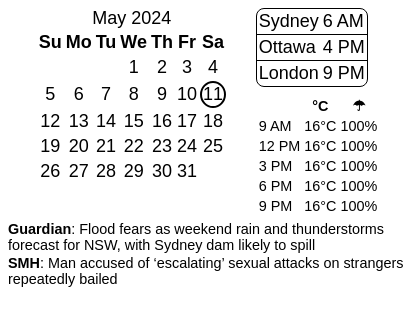 May 2024
Su Mo Tu We Th Fr Sa
1 2 3 4
5 6 7 8 9 10 11
12 13 14 15 16 17 18
19 20 21 22 23 24 25
26 27 28 29 30 31
Sydney 6 AM
Ottawa 4 PM
London 9 PM
°C ☂
9 AM 16°C 100%
12 PM 16°C 100%
3 PM 16°C 100%
6 PM 16°C 100%
9 PM 16°C 100%
Guardian: Flood fears as weekend rain and thunderstorms
forecast for NSW, with Sydney dam likely to spill
SMH: Man accused of ‘escalating’ sexual attacks on strangers
repeatedly bailed